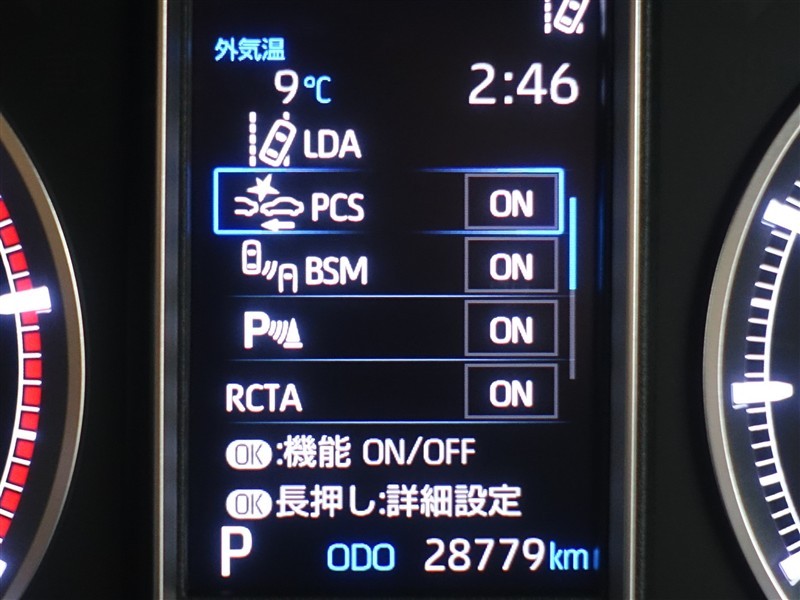 外気温
9℃ 2:46
LDA
PCS ON
BSM ON
P ON
RCTA ON
OK:機能 ON/OFF
OK長押し:詳細設定
P ODO 28779km